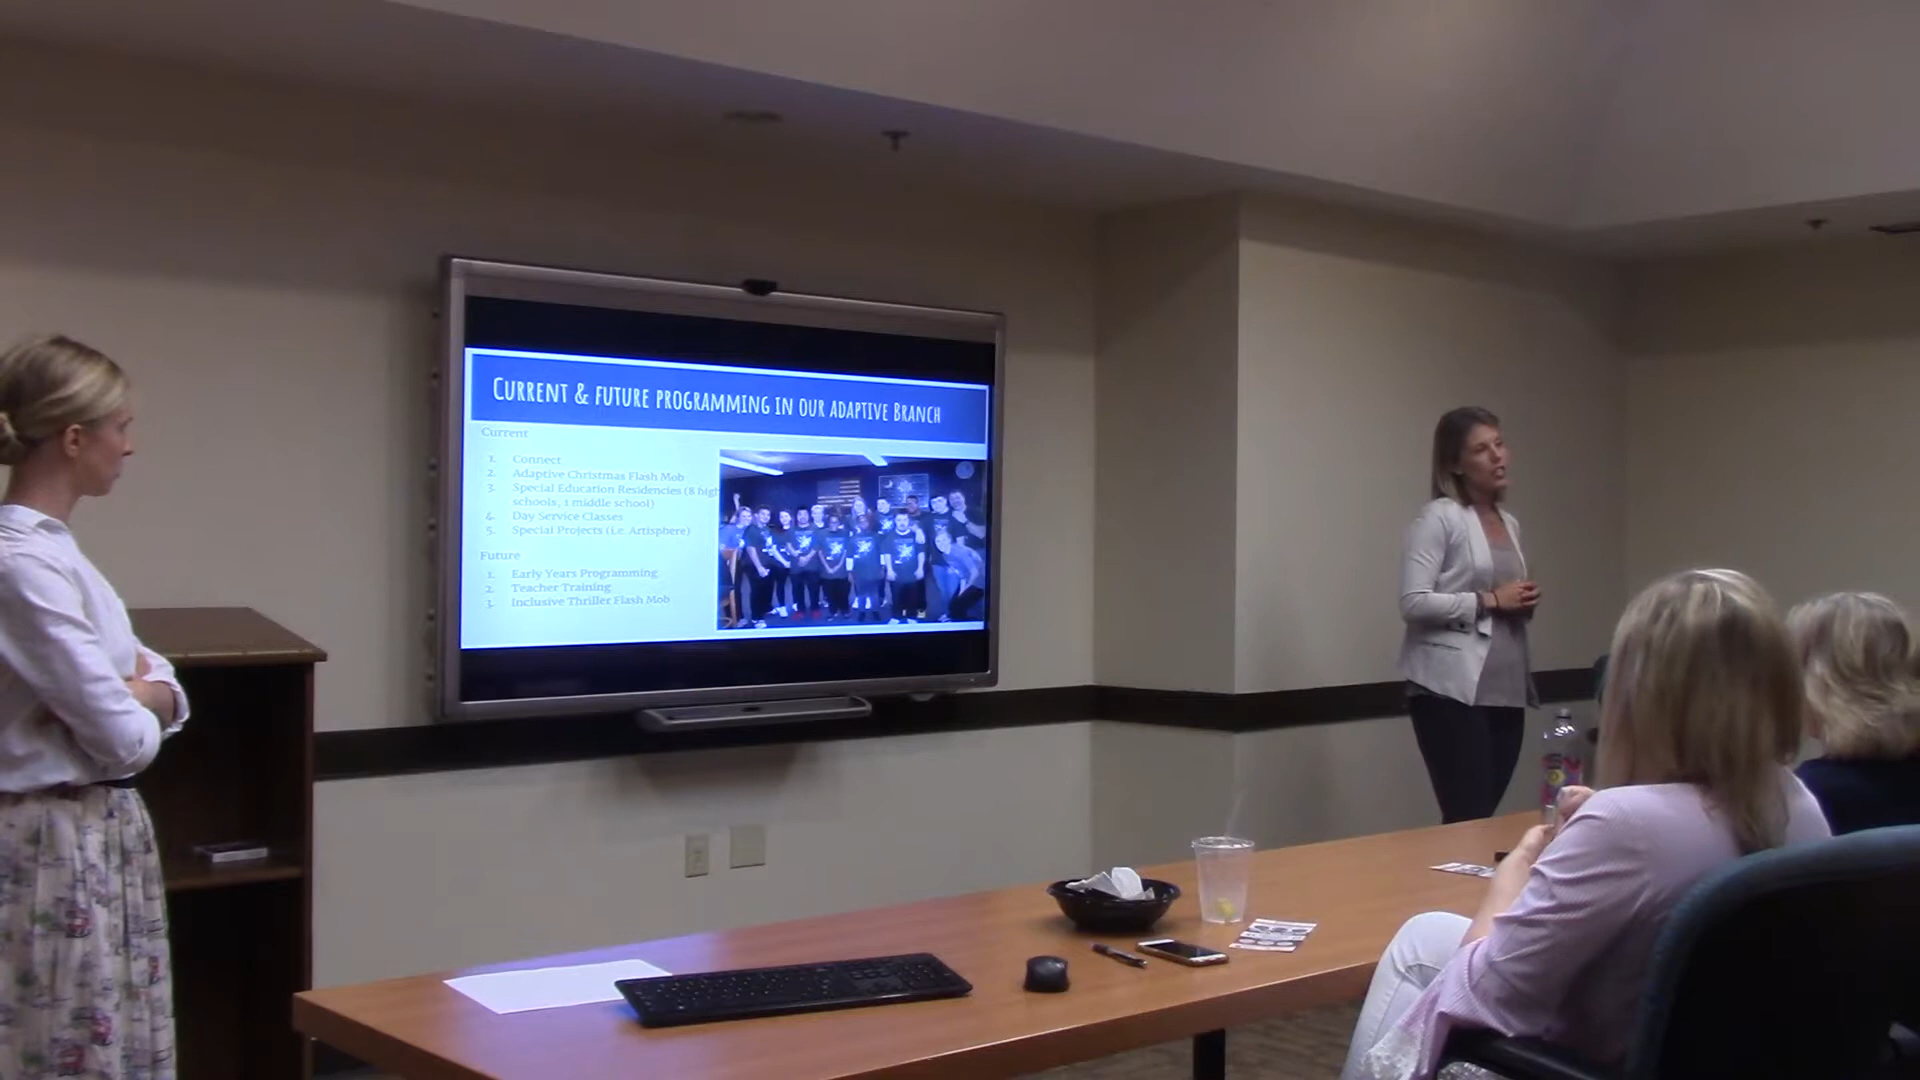 Current & future programming in our adaptive Branch
Current
1. Connect
2. Adaptive Christmas Flash Mob
3. Special Education Residencies (8 high
schools, 1 middle school)
4. Day Service Classes
5. Special Projects (i.e. Artisphere)
Future
1. Early Years Programming
2. Teacher Training
3. Inclusive Thriller Flash Mob